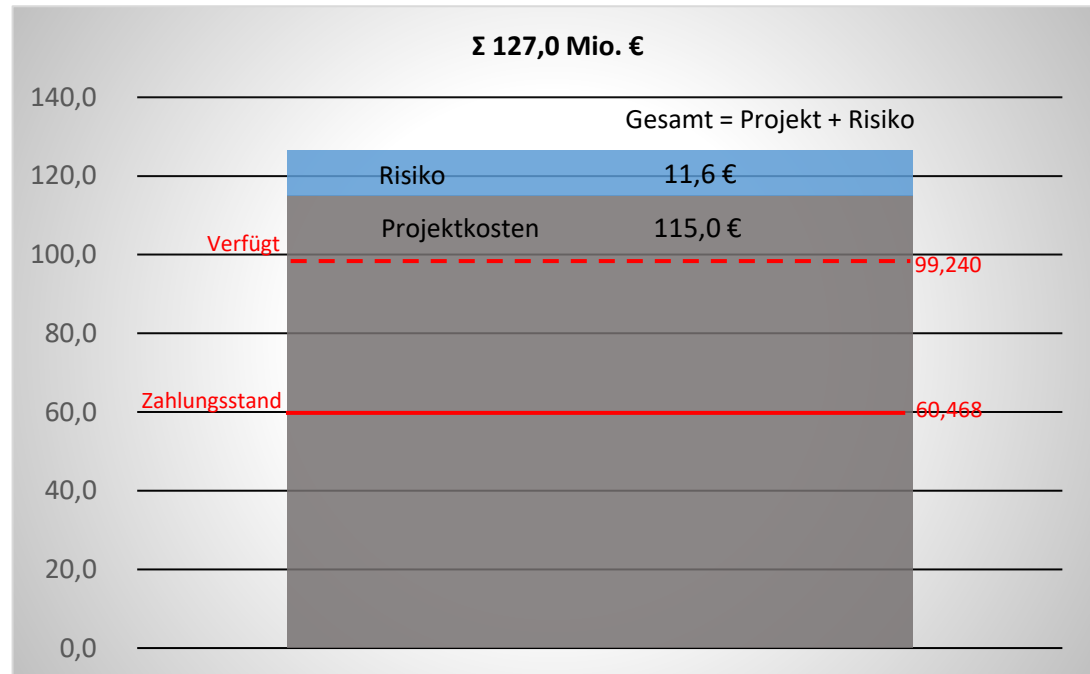 Σ 127,0 Mio. €
140,0
Gesamt = Projekt + Risiko
120,0
Risiko 11,6 €
Projektkosten 115,0 €
Verfügt
100,0
99,240
80,0
Zahlungsstand
60,0
60,468
40,0
20,0
0,0